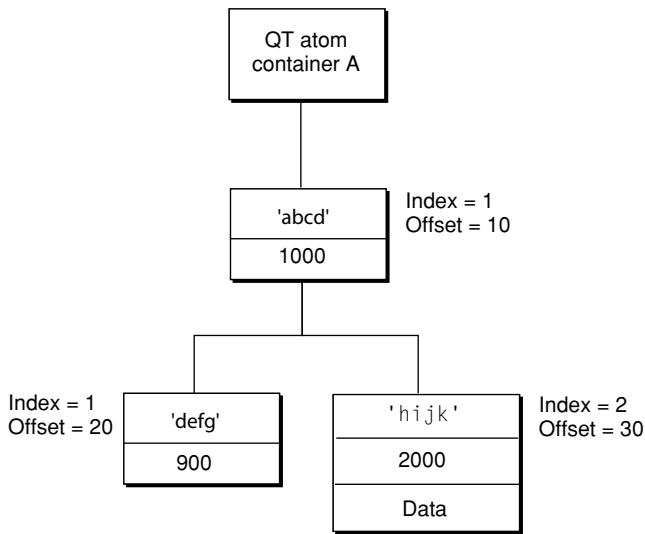 QT atom
container A
'abcd'
1000
Index = 1
Offset = 10
Index = 1
Offset = 20
'defg'
900
'hijk'
2000
Data
Index = 2
Offset = 30